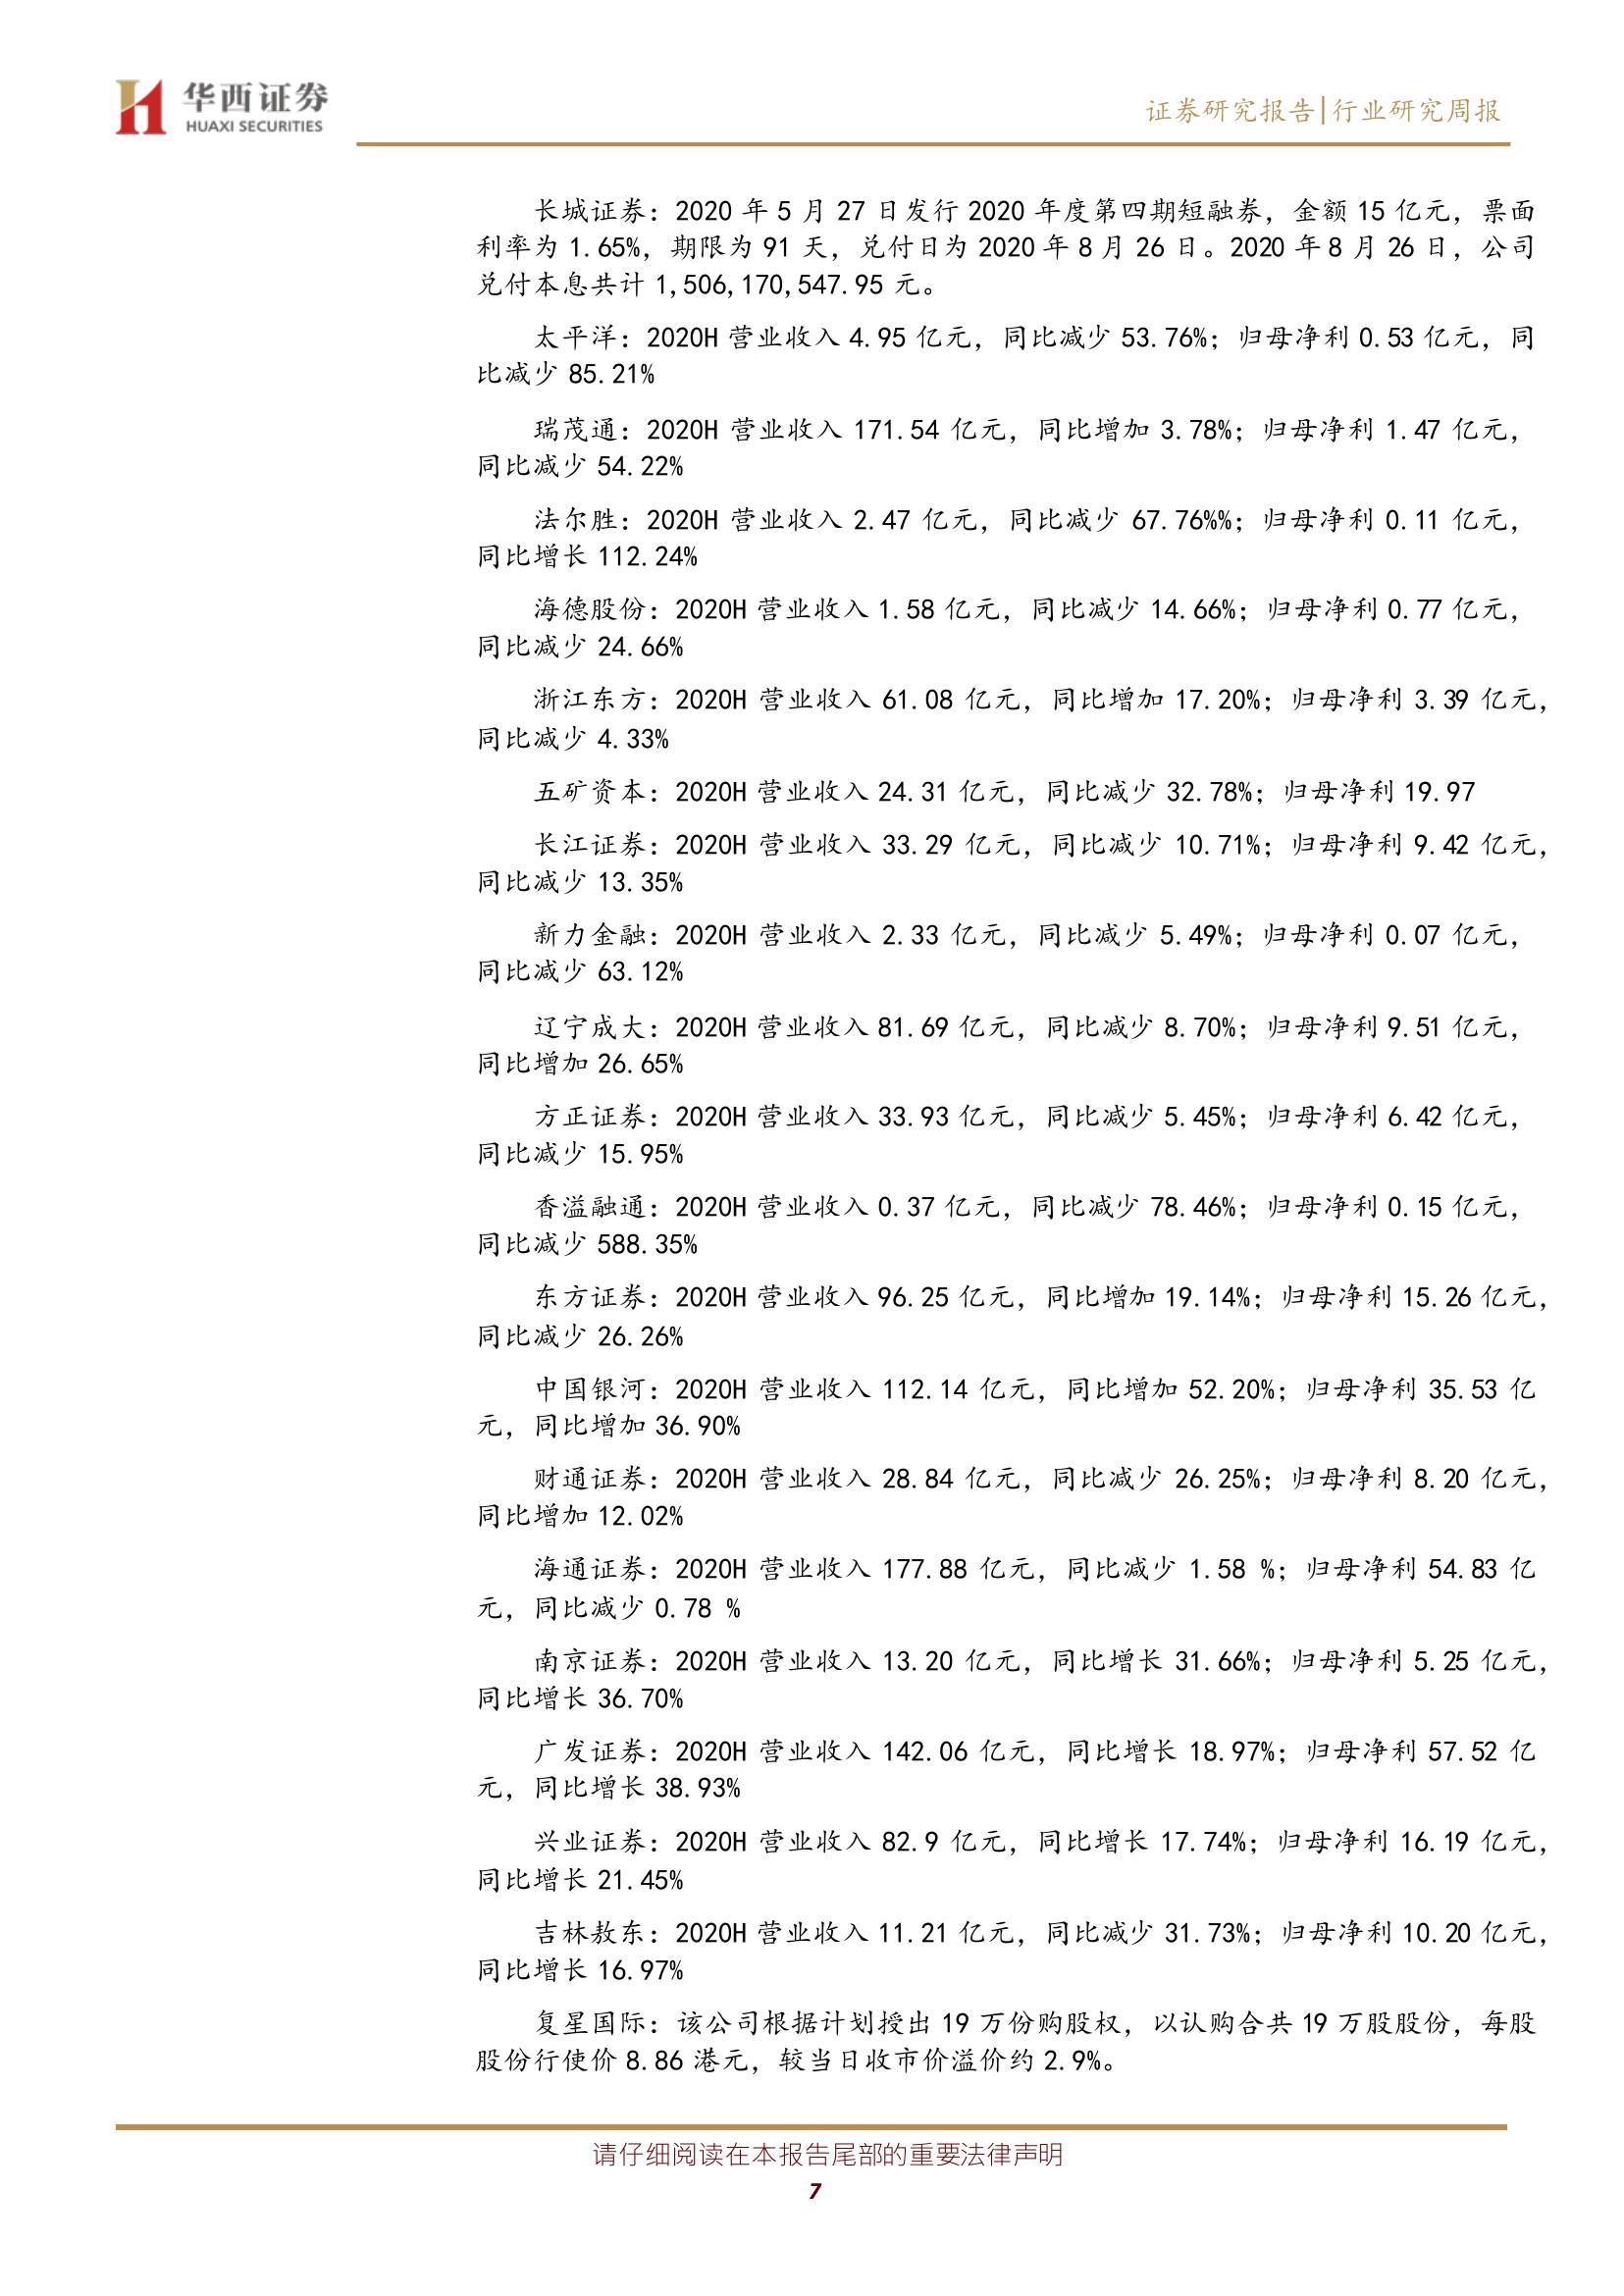 华西证券
HUAXI SECURITIES
证券研究报告|行业研究周报
长城证券：2020 年 5 月 27 日发行 2020 年度第四期短融券，金额 15 亿元，票面
利率为 1.65%，期限为 91 天，兑付日为 2020 年 8 月 26 日。2020 年 8 月 26 日，公司
兑付本息共计 1,506,170,547.95 元。
太平洋：2020H 营业收入 4.95 亿元，同比减少 53.76%；归母净利 0.53 亿元，同
比减少 85.21%
瑞茂通：2020H 营业收入 171.54 亿元，同比增加 3.78%；归母净利 1.47 亿元，
同比减少 54.22%
法尔胜：2020H 营业收入 2.47 亿元，同比减少 67.76%%；归母净利 0.11 亿元，
同比增长 112.24%
海德股份：2020H 营业收入 1.58 亿元，同比减少 14.66%；归母净利 0.77 亿元，
同比减少 24.66%
浙江东方：2020H 营业收入 61.08 亿元，同比增加 17.20%；归母净利 3.39 亿元，
同比减少 4.33%
五矿资本：2020H 营业收入 24.31 亿元，同比减少 32.78%；归母净利 19.97
长江证券：2020H 营业收入 33.29 亿元，同比减少 10.71%；归母净利 9.42 亿元，
同比减少 13.35%
新力金融：2020H 营业收入 2.33 亿元，同比减少 5.49%；归母净利 0.07 亿元，
同比减少 63.12%
辽宁成大：2020H 营业收入 81.69 亿元，同比减少 8.70%；归母净利 9.51 亿元，
同比增加 26.65%
方正证券：2020H 营业收入 33.93 亿元，同比减少 5.45%；归母净利 6.42 亿元，
同比减少 15.95%
香溢融通：2020H 营业收入 0.37 亿元，同比减少 78.46%；归母净利 0.15 亿元，
同比减少 588.35%
东方证券：2020H 营业收入 96.25 亿元，同比增加 19.14%；归母净利 15.26 亿元，
同比减少 26.26%
中国银河：2020H 营业收入 112.14 亿元，同比增加 52.20%；归母净利 35.53 亿
元，同比增加 36.90%
财通证券：2020H 营业收入 28.84 亿元，同比减少 26.25%；归母净利 8.20 亿元，
同比增加 12.02%
海通证券：2020H 营业收入 177.88 亿元，同比减少 1.58 %；归母净利 54.83 亿
元，同比减少 0.78 %
南京证券：2020H 营业收入 13.20 亿元，同比增长 31.66%；归母净利 5.25 亿元，
同比增长 36.70%
广发证券：2020H 营业收入 142.06 亿元，同比增长 18.97%；归母净利 57.52 亿
元，同比增长 38.93%
兴业证券：2020H 营业收入 82.9 亿元，同比增长 17.74%；归母净利 16.19 亿元，
同比增长 21.45%
吉林敖东：2020H 营业收入 11.21 亿元，同比减少 31.73%；归母净利 10.20 亿元，
同比增长 16.97%
复星国际：该公司根据计划授出 19 万份购股权，以认购合共 19 万股股份，每股
股份行使价 8.86 港元，较当日收市价溢价约 2.9%。
请仔细阅读在本报告尾部的重要法律声明
7